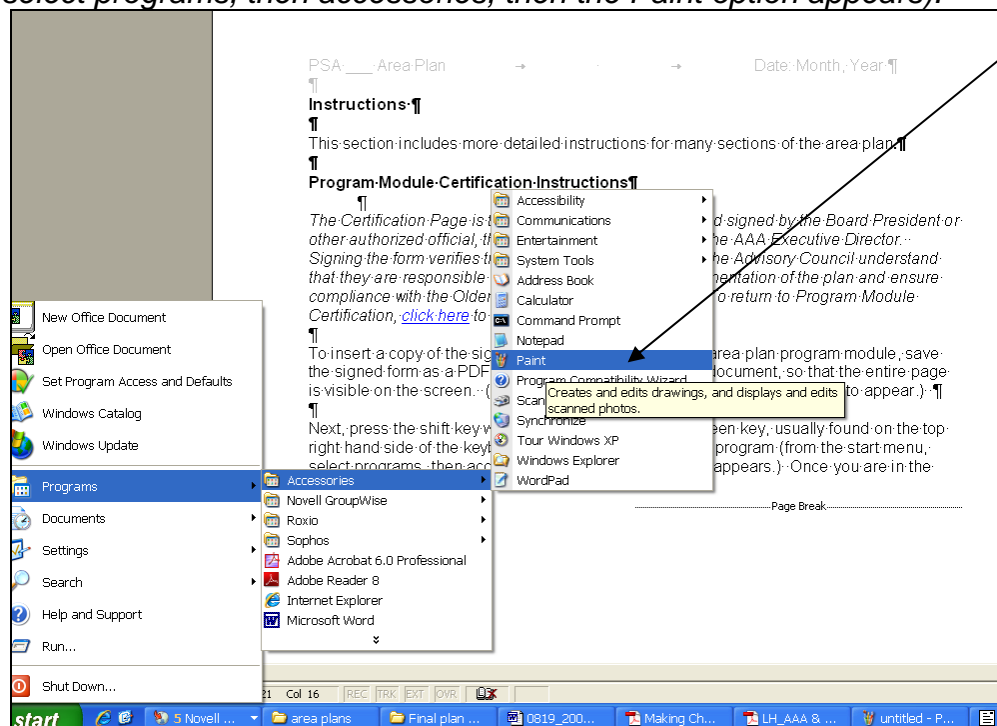 select programs, then accessories, then the Paint option appears).
PSA ___ Area Plan → · → Date: Month, Year ¶
¶
Instructions·¶
¶
This·section·includes·more·detailed·instructions·for·many·sections·of·the·area·plan.¶
¶
Program·Module·Certification·Instructions¶
¶
The·Certification·Page·is·
d·signed·by·the·Board·President·or·
other·authorized·official,
AAA·Executive·Director.··
Signing·the·form·verifies·
Advisory·Council·understand·
that·they·are·responsible·
of·the·plan·and·ensure·
compliance·with·the·Older
o·return·to·Program·Module·
Certification,·click·here·to·
¶
To·insert·a·copy·of·the·
area·plan·program·module,·save·
the·signed·form·as·a·PDF
document,·so·that·the·entire·page·
is·visible·on·the·screen.··(
to·appear.)·¶
¶
Next,·press·the·shift·key·
key,·usually·found·on·the·top·
right·hand·side·of·the·
program·(from·the·start·menu,·
select·programs,·then·
appears.)··Once·you·are·in·the·
Page Break
Accessibility
Communications
Entertainment
System Tools
Address Book
Calculator
Command Prompt
Notepad
Paint
Program Compatibility Wizard
Creates and edits drawings, and displays and edits
scanned photos.
Synchronize
Tour Windows XP
Windows Explorer
WordPad
New Office Document
Open Office Document
Set Program Access and Defaults
Windows Catalog
Windows Update
Programs
Documents
Settings
Search
Help and Support
Run...
Shut Down...
Accessories
Novell GroupWise
Roxio
Sophos
Adobe Acrobat 6.0 Professional
Adobe Reader 8
Internet Explorer
Microsoft Word
21 Col 16 REC TRK EXT OVR
start 5 Novell ... area plans Final plan ... 0819_200... Making Ch... LH_AAA & ... untitled - P...